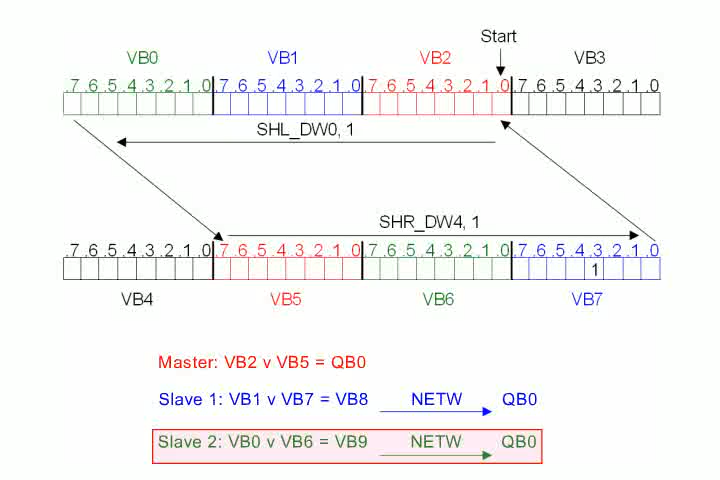 Start
VB0 VB1 VB2 VB3
.7.6.5.4.3.2.1.0 .7.6.5.4.3.2.1.0 .7.6.5.4.3.2.1.0 .7.6.5.4.3.2.1.0
SHL_DW0, 1
SHR_DW4, 1
.7.6.5.4.3.2.1.0 .7.6.5.4.3.2.1.0 .7.6.5.4.3.2.1.0 .7.6.5.4.3.2.1.0
1
VB4 VB5 VB6 VB7
Master: VB2 v VB5 = QB0
Slave 1: VB1 v VB7 = VB8 NETW QB0
Slave 2: VB0 v VB6 = VB9 NETW QB0